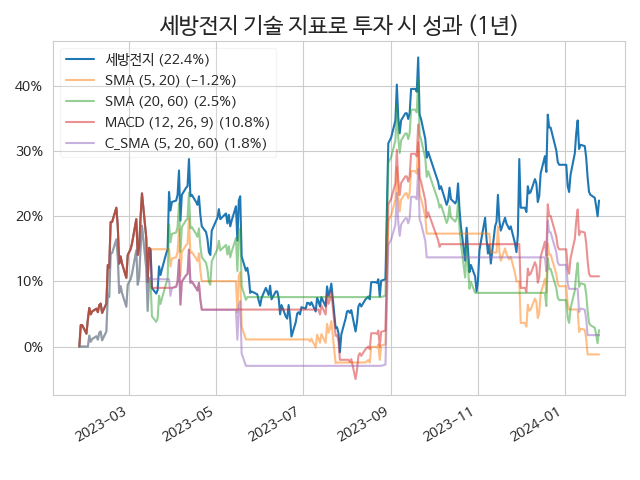 세방전지 기술 지표로 투자 시 성과 (1년)
세방전지 (22.4%)
SMA (5, 20) (−1.2%)
SMA (20, 60) (2.5%)
MACD (12, 26, 9) (10.8%)
C_SMA (5, 20, 60) (1.8%)
40%
30%
20%
10%
0%
2023−03
2023−05
2023−07
2023−09
2023−11
2024−01